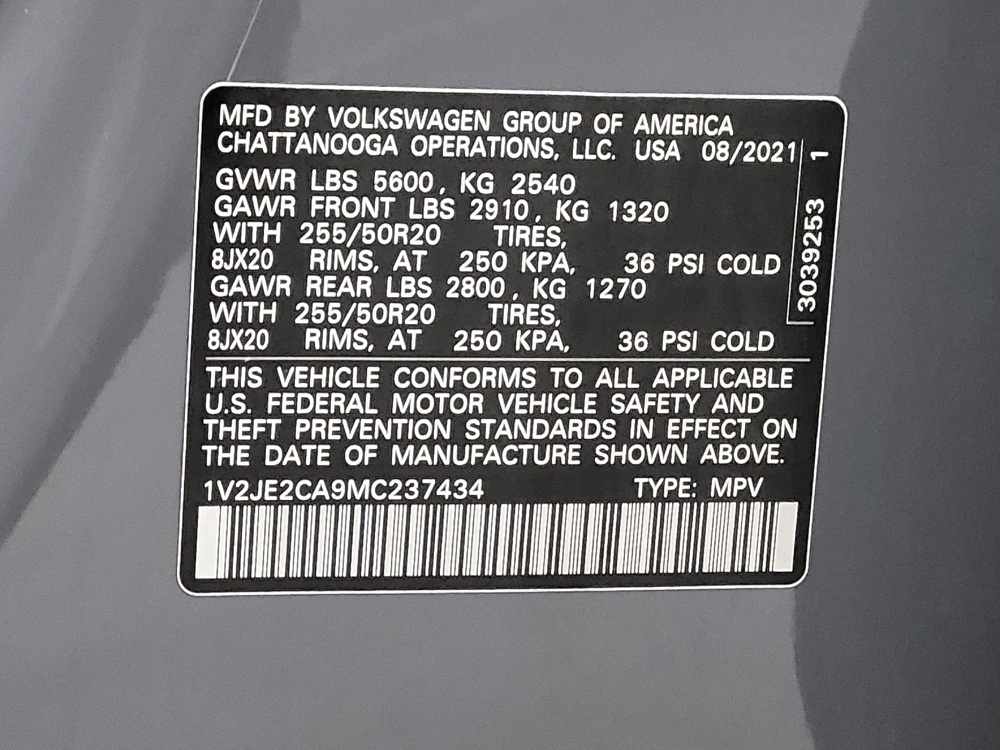 MFD BY VOLKSWAGEN GROUP OF AMERICA
CHATTANOOGA OPERATIONS, LLC. USA 08/2021
GVWR LBS 5600, KG 2540
GAWR FRONT LBS 2910, KG 1320
WITH 255/50R20 TIRES,
8JX20 RIMS, AT 250 KPA, 36 PSI COLD
GAWR REAR LBS 2800, KG 1270
WITH 255/50R20 TIRES,
8JX20 RIMS, AT 250 KPA, 36 PSI COLD
3039253 1
THIS VEHICLE CONFORMS TO ALL APPLICABLE
U.S. FEDERAL MOTOR VEHICLE SAFETY AND
THEFT PREVENTION STANDARDS IN EFFECT ON
THE DATE OF MANUFACTURE SHOWN ABOVE.
1V2JE2CA9MC237434 TYPE: MPV